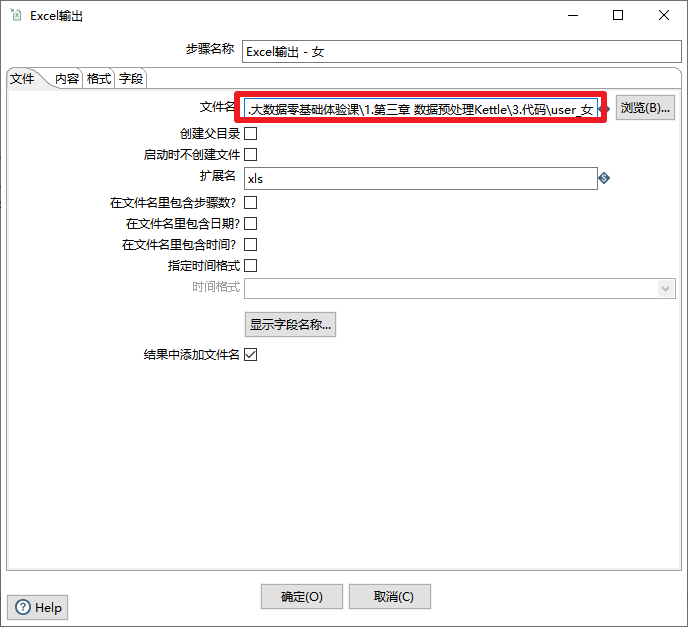 Excel输出
步骤名称 Excel输出 - 女
文件 内容 格式 字段
文件名 .大数据零基础体验课\1.第三章 数据预处理Kettle\3.代码\user_女 浏览(B)...
创建父目录
启动时不创建文件
扩展名 xls
在文件名里包含步骤数?
在文件名里包含日期?
在文件名里包含时间?
指定时间格式
时间格式
显示字段名称...
结果中添加文件名
确定(O) 取消(C)
Help